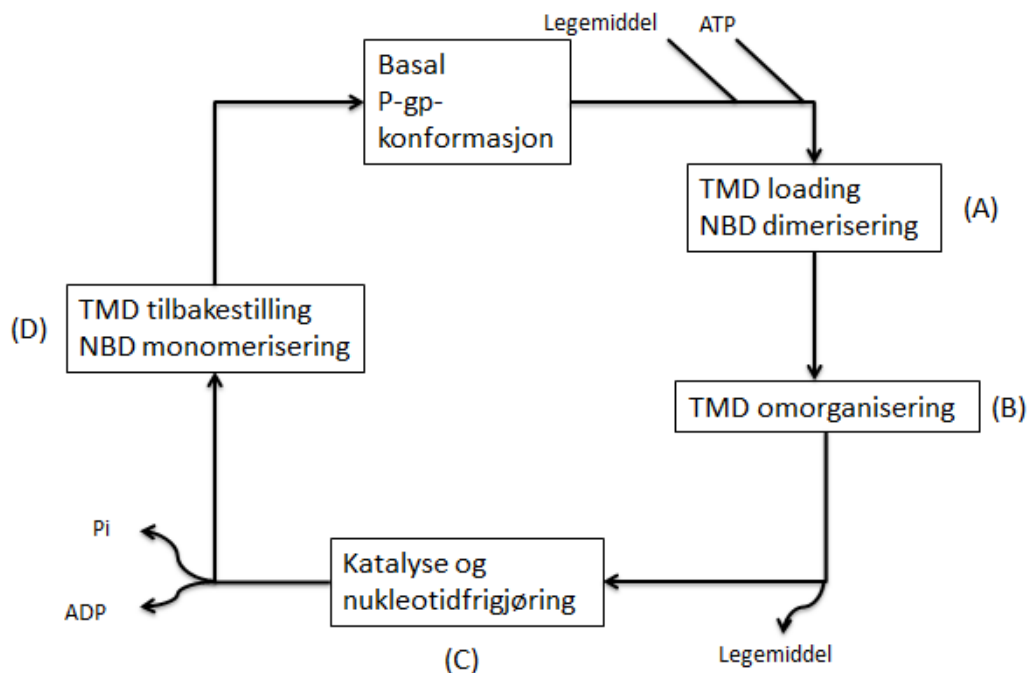 Legemiddel
ATP
Basal
P-gp-
konformasjon
TMD loading
NBD dimerisering
(A)
TMD omorganisering
(B)
Legemiddel
Katalyse og
nukleotidfrigjøring
(C)
Pi
ADP
TMD tilbakestilling
NBD monomerisering
(D)